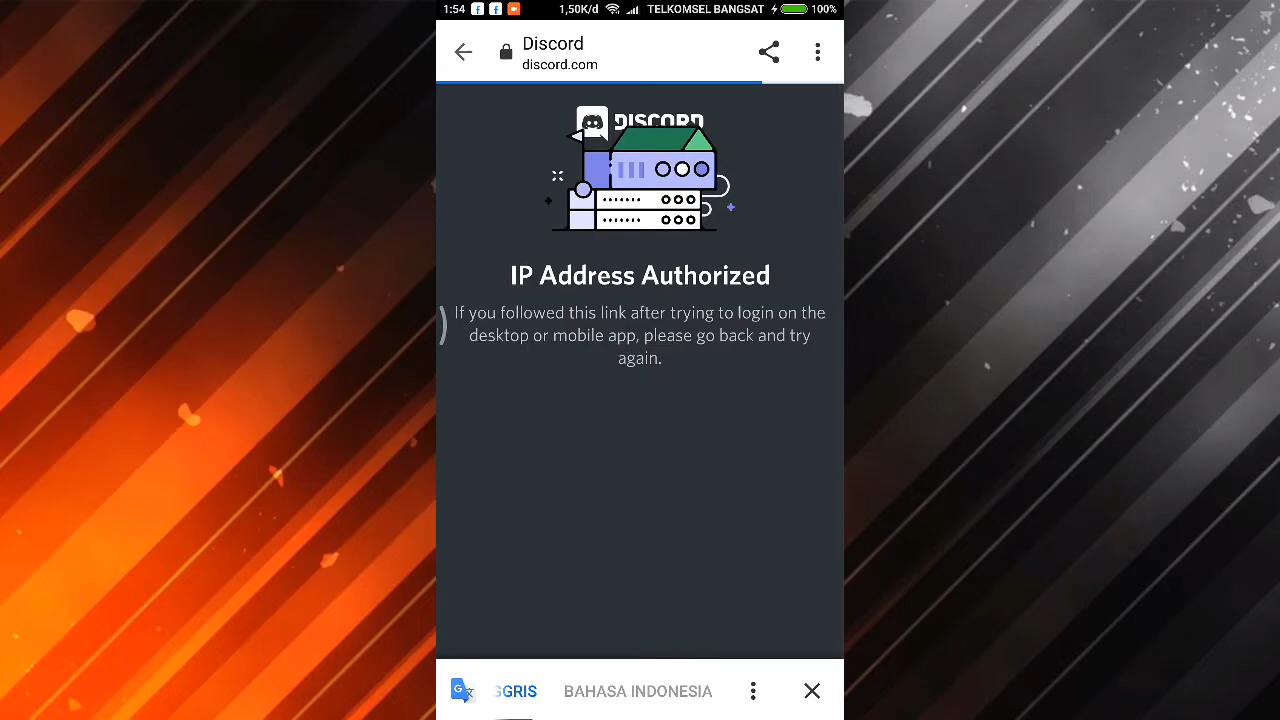 1:54 1,50K/d TELKOMSEL BANGSAT 100%
Discord
discord.com
DISCORD
IP Address Authorized
If you followed this link after trying to login on the
desktop or mobile app, please go back and try
again.
GGRIS BAHASA INDONESIA